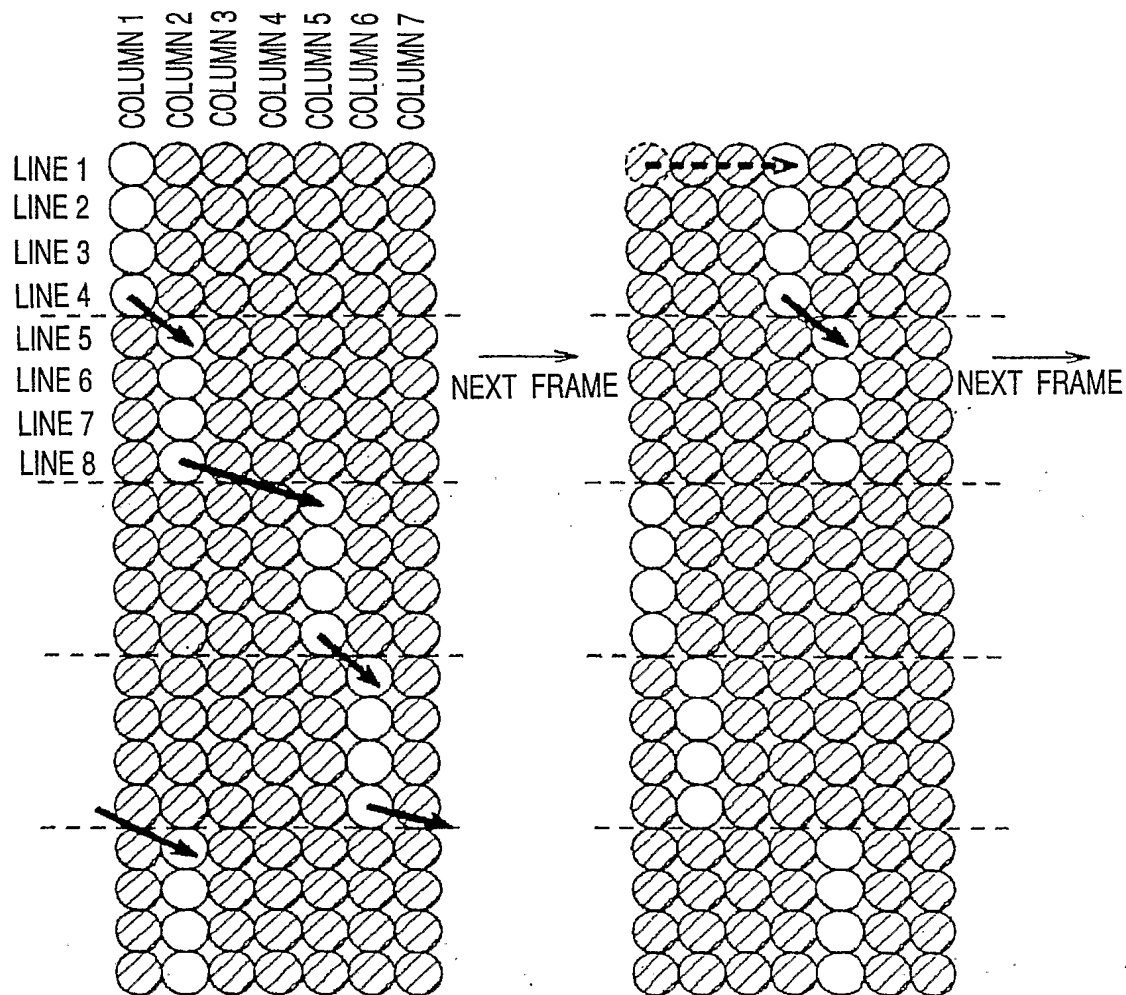 COLUMN 1
COLUMN 2
COLUMN 3
COLUMN 4
COLUMN 5
COLUMN 6
COLUMN 7
LINE 1
LINE 2
LINE 3
LINE 4
LINE 5
LINE 6
LINE 7
LINE 8
NEXT FRAME
NEXT FRAME